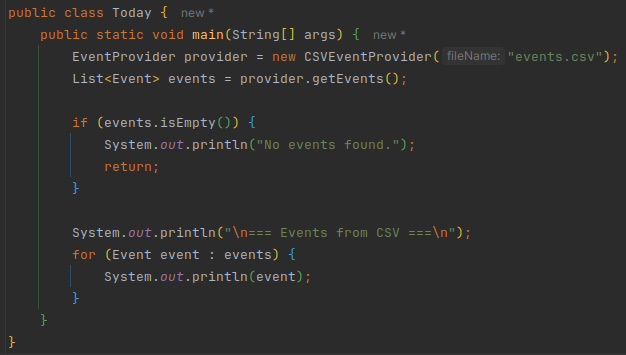 public class Today {  new *
    public static void main(String[] args) {  new *
        EventProvider provider = new CSVEventProvider( fileName: "events.csv");
        List<Event> events = provider.getEvents();

        if (events.isEmpty()) {
            System.out.println("No events found.");
            return;
        }

        System.out.println("\n=== Events from CSV ===\n");
        for (Event event : events) {
            System.out.println(event);
        }
    }
}